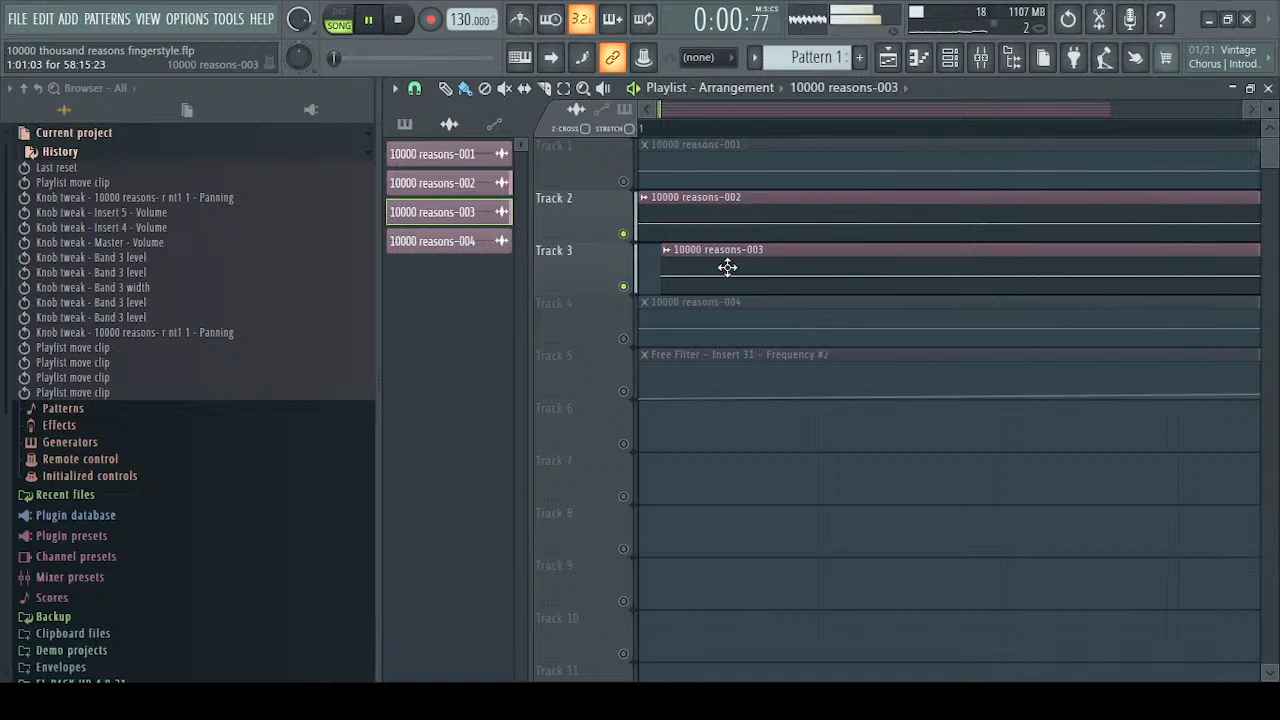 FILE EDIT ADD PATTERNS VIEW OPTIONS TOOLS HELP
10000 thousand reasons fingerstyle.flp
1:01:03 for 58:15:23
10000 reasons-003
PAT
SONG
130.000
3.2
0:00:77
M:S:CS
18
1107 MB
2
(none)
Pattern 1
01/21 Vintage
Chorus | Introd..
Browser - All
Playlist - Arrangement
10000 reasons-003
Z-CROSS
STRETCH
1
Current project
History
Last reset
Playlist move clip
Knob tweak - 10000 reasons- r nt1 1 - Panning
Knob tweak - Insert 5 - Volume
Knob tweak - Insert 4 - Volume
Knob tweak - Master - Volume
Knob tweak - Band 3 level
Knob tweak - Band 3 level
Knob tweak - Band 3 width
Knob tweak - Band 3 level
Knob tweak - Band 3 level
Knob tweak - 10000 reasons- r nt1 1 - Panning
Playlist move clip
Playlist move clip
Playlist move clip
Playlist move clip
Patterns
Effects
Generators
Remote control
Initialized controls
Recent files
Plugin database
Plugin presets
Channel presets
Mixer presets
Scores
Backup
Clipboard files
Demo projects
Envelopes
10000 reasons-001
10000 reasons-002
10000 reasons-003
10000 reasons-004
Track 1
10000 reasons-001
Track 2
10000 reasons-002
Track 3
10000 reasons-003
Track 4
10000 reasons-004
Track 5
Free Filter - Insert 31 - Frequency #2
Track 6
Track 7
Track 8
Track 9
Track 10
Track 11